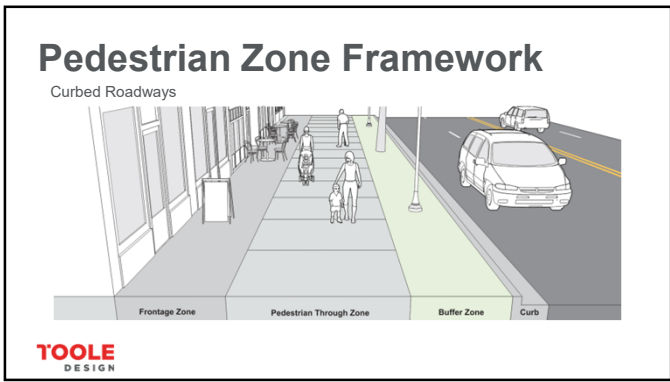 Pedestrian Zone Framework
Curbed Roadways
Frontage Zone
Pedestrian Through Zone
Buffer Zone
Curb
TOOLE
DESIGN